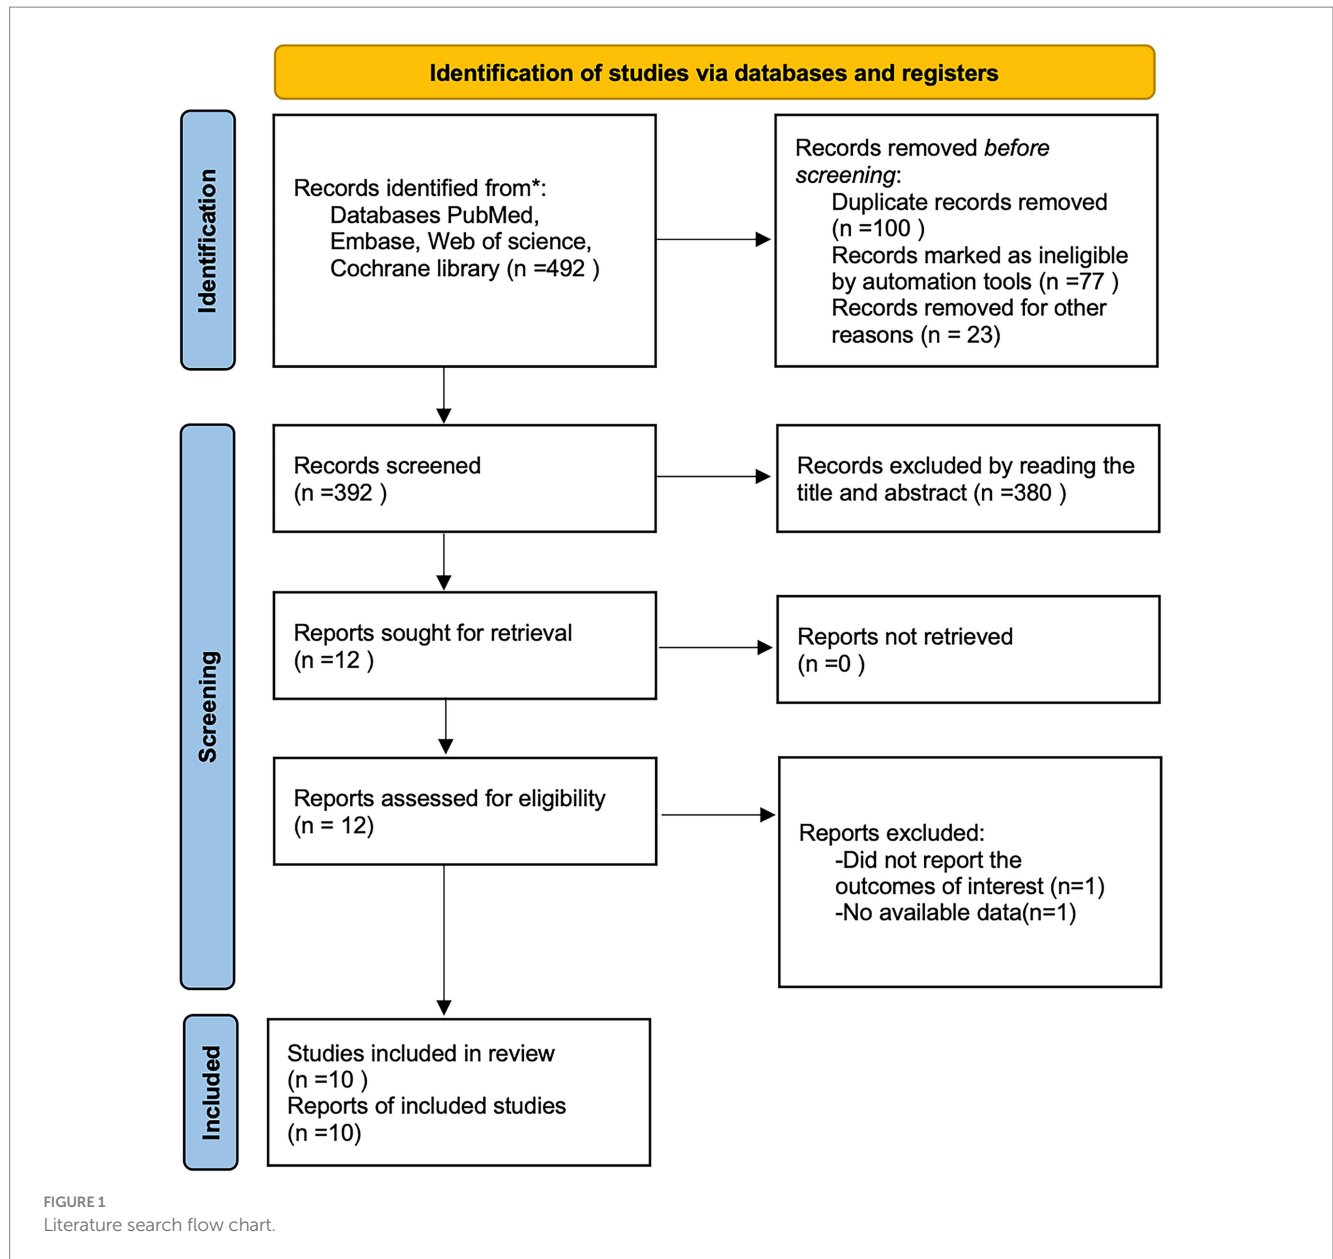 Identification of studies via databases and registers
Identification
Records identified from*:
Databases PubMed,
Embase, Web of science,
Cochrane library (n =492 )
Records removed before
screening:
Duplicate records removed
(n =100 )
Records marked as ineligible
by automation tools (n =77 )
Records removed for other
reasons (n = 23)
Screening
Records screened
(n =392 )
Records excluded by reading the
title and abstract (n =380 )
Reports sought for retrieval
(n =12 )
Reports not retrieved
(n =0 )
Reports assessed for eligibility
(n = 12)
Reports excluded:
-Did not report the
outcomes of interest (n=1)
-No available data(n=1)
Included
Studies included in review
(n =10 )
Reports of included studies
(n =10)
FIGURE 1
Literature search flow chart.